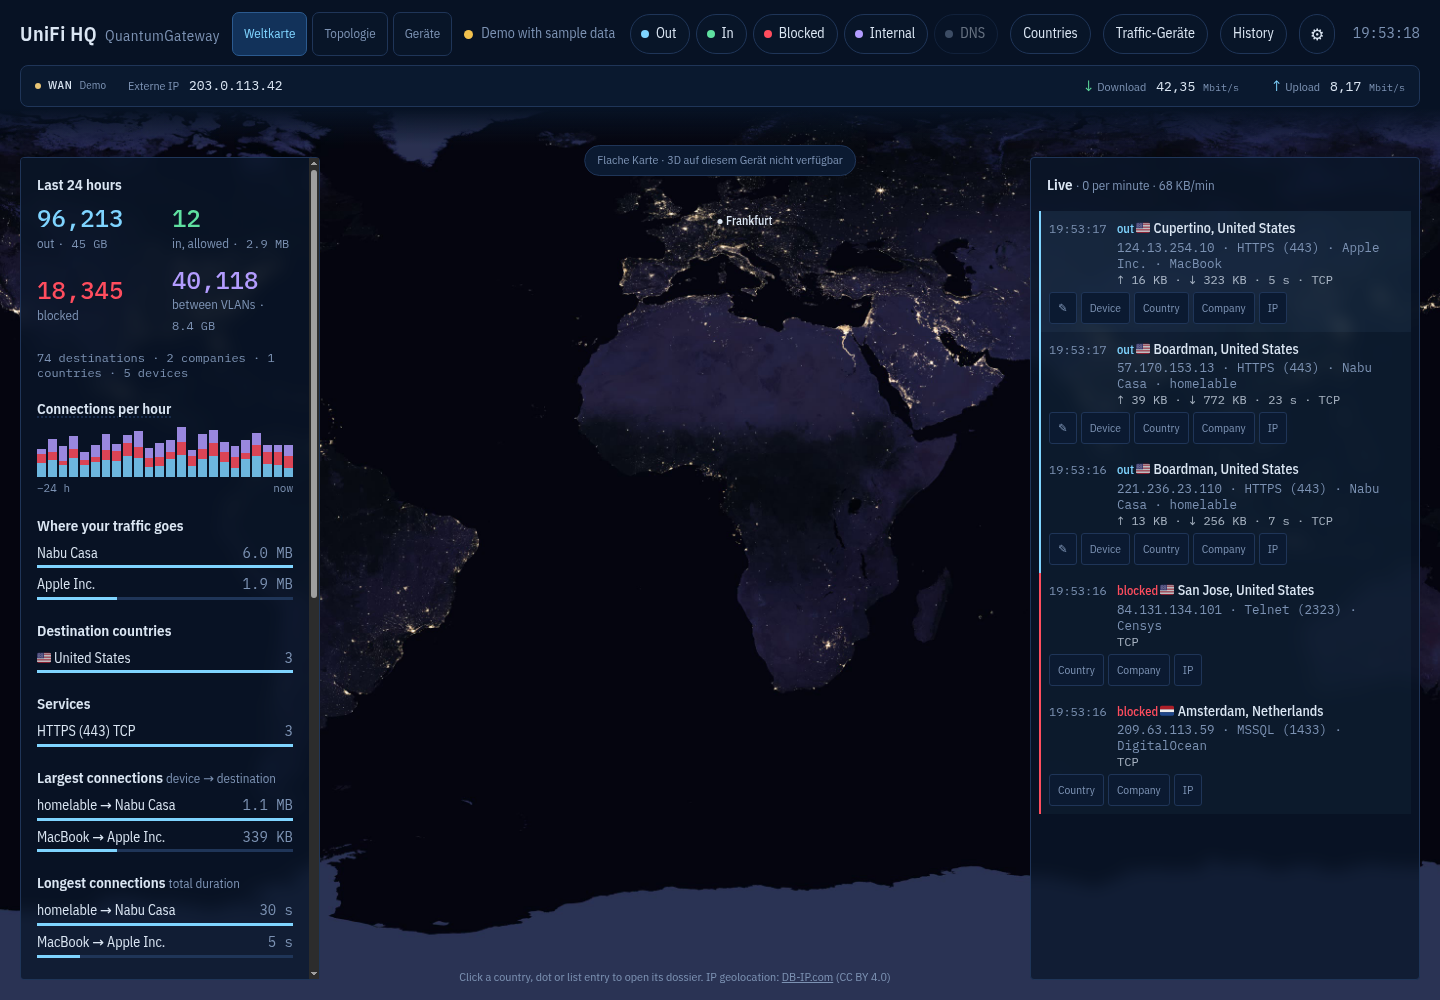 UniFi HQ QuantumGateway Weltkarte Topologie Geräte Demo with sample data Out In Blocked Internal DNS Countries Traffic-Geräte History ⚙ 19:53:18
WAN Demo Externe IP 203.0.113.42 ↓ Download 42,35 Mbit/s ↑ Upload 8,17 Mbit/s
Flache Karte · 3D auf diesem Gerät nicht verfügbar
Frankfurt
Last 24 hours
96,213 12
out · 45 GB in, allowed · 2.9 MB
18,345 40,118
blocked between VLANs ·
8.4 GB
74 destinations · 2 companies · 1
countries · 5 devices
Connections per hour
−24 h now
Where your traffic goes
Nabu Casa 6.0 MB
Apple Inc. 1.9 MB
Destination countries
United States 3
Services
HTTPS (443) TCP 3
Largest connections device → destination
homelable → Nabu Casa 1.1 MB
MacBook → Apple Inc. 339 KB
Longest connections total duration
homelable → Nabu Casa 30 s
MacBook → Apple Inc. 5 s
Live · 0 per minute · 68 KB/min
19:53:17 out Cupertino, United States
124.13.254.10 · HTTPS (443) · Apple
Inc. · MacBook
↑ 16 KB · ↓ 323 KB · 5 s · TCP
✎ Device Country Company IP
19:53:17 out Boardman, United States
57.170.153.13 · HTTPS (443) · Nabu
Casa · homelable
↑ 39 KB · ↓ 772 KB · 23 s · TCP
✎ Device Country Company IP
19:53:16 out Boardman, United States
221.236.23.110 · HTTPS (443) · Nabu
Casa · homelable
↑ 13 KB · ↓ 256 KB · 7 s · TCP
✎ Device Country Company IP
19:53:16 blocked San Jose, United States
84.131.134.101 · Telnet (2323) ·
Censys
TCP
Country Company IP
19:53:16 blocked Amsterdam, Netherlands
209.63.113.59 · MSSQL (1433) ·
DigitalOcean
TCP
Country Company IP
Click a country, dot or list entry to open its dossier. IP geolocation: DB-IP.com (CC BY 4.0)